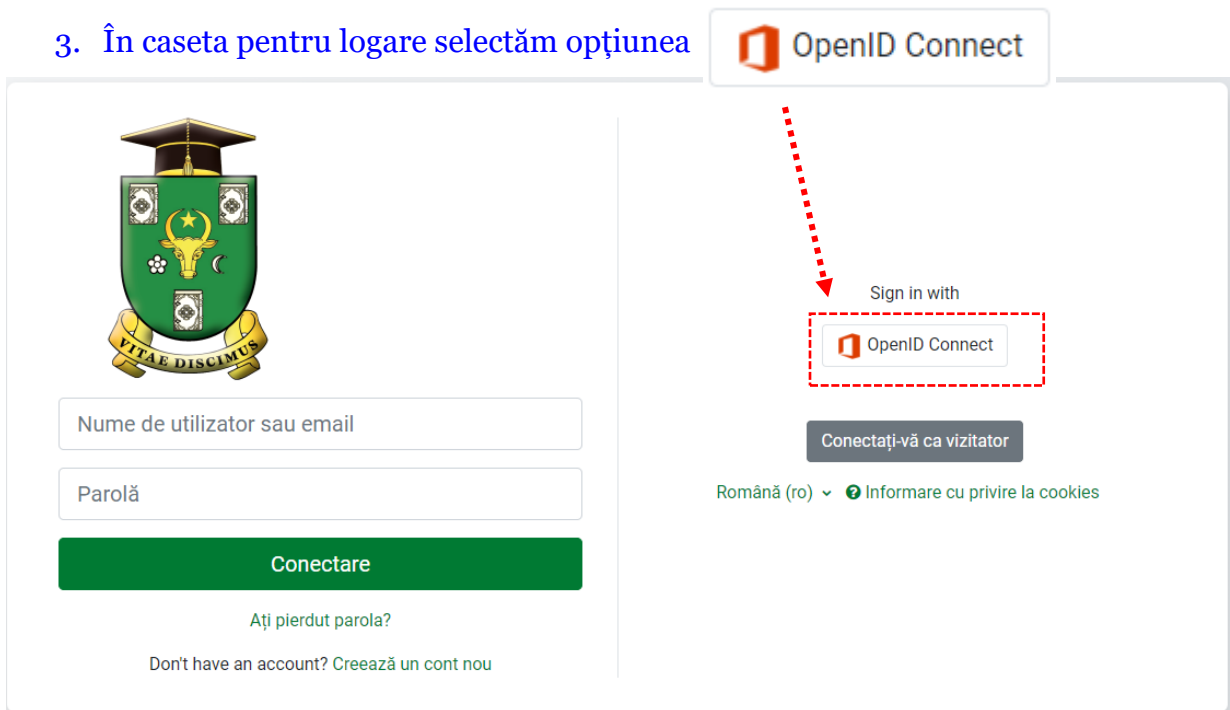 3. În caseta pentru logare selectăm opțiunea OpenID Connect
VITAE DISCIMUS
Nume de utilizator sau email
Parolă
Conectare
Ați pierdut parola?
Don't have an account? Creează un cont nou
Sign in with
OpenID Connect
Conectați-vă ca vizitator
Română (ro) Informare cu privire la cookies